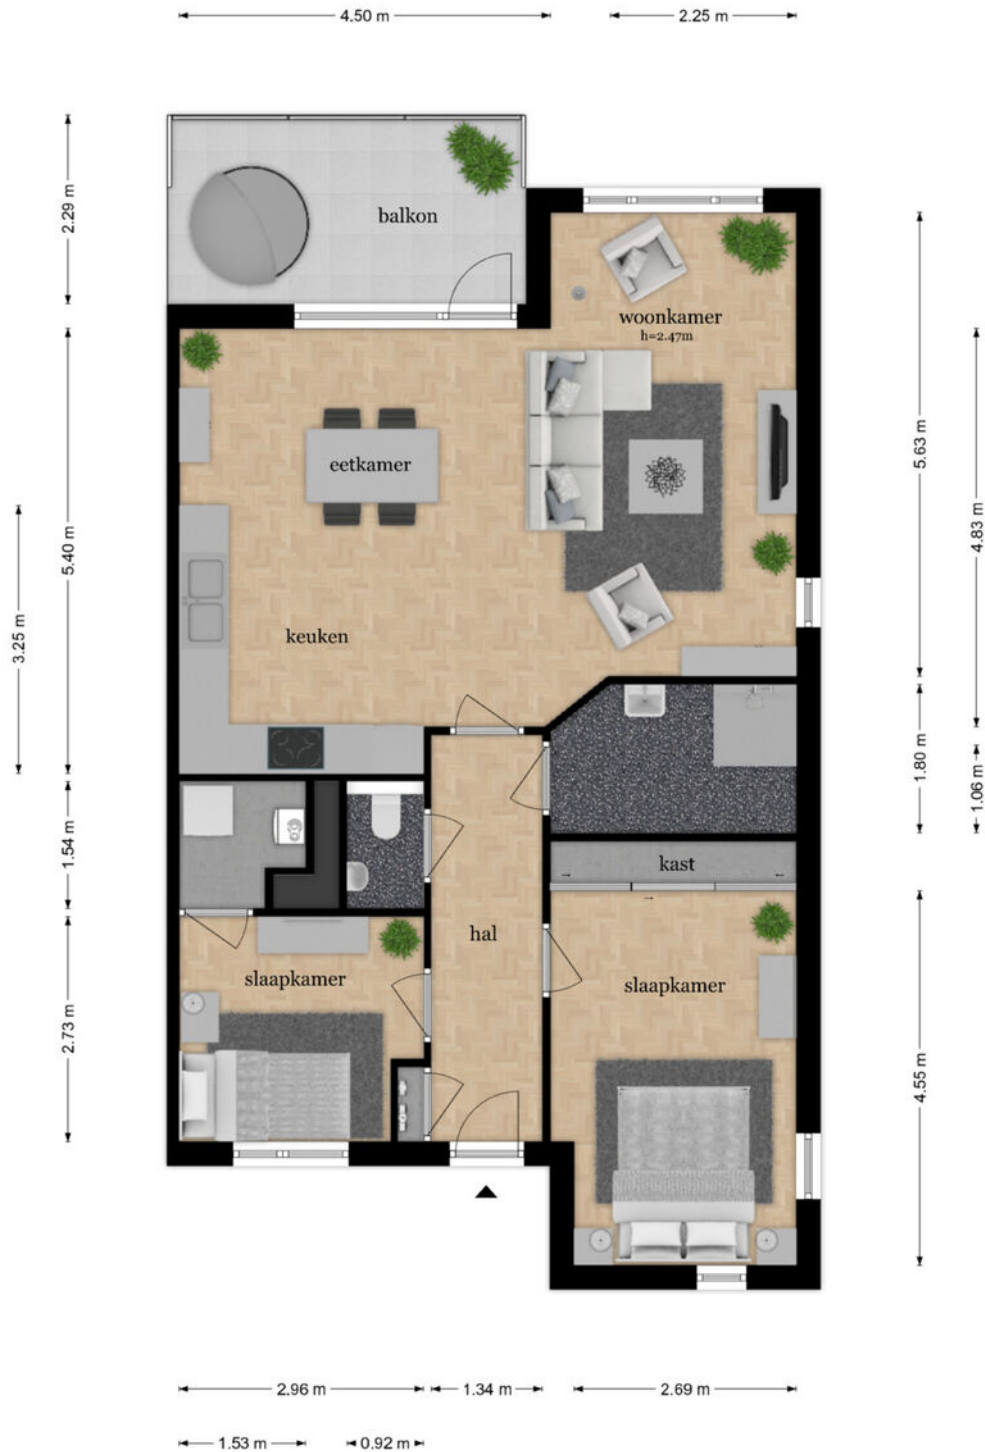 4.50 m
2.25 m
2.29 m
balkon
woonkamer
h=2.47m
eetkamer
5.63 m
4.83 m
5.40 m
3.25 m
keuken
1.80 m
1.06 m
1.54 m
kast
hal
slaapkamer
slaapkamer
2.73 m
4.55 m
2.96 m
1.34 m
2.69 m
1.53 m
0.92 m